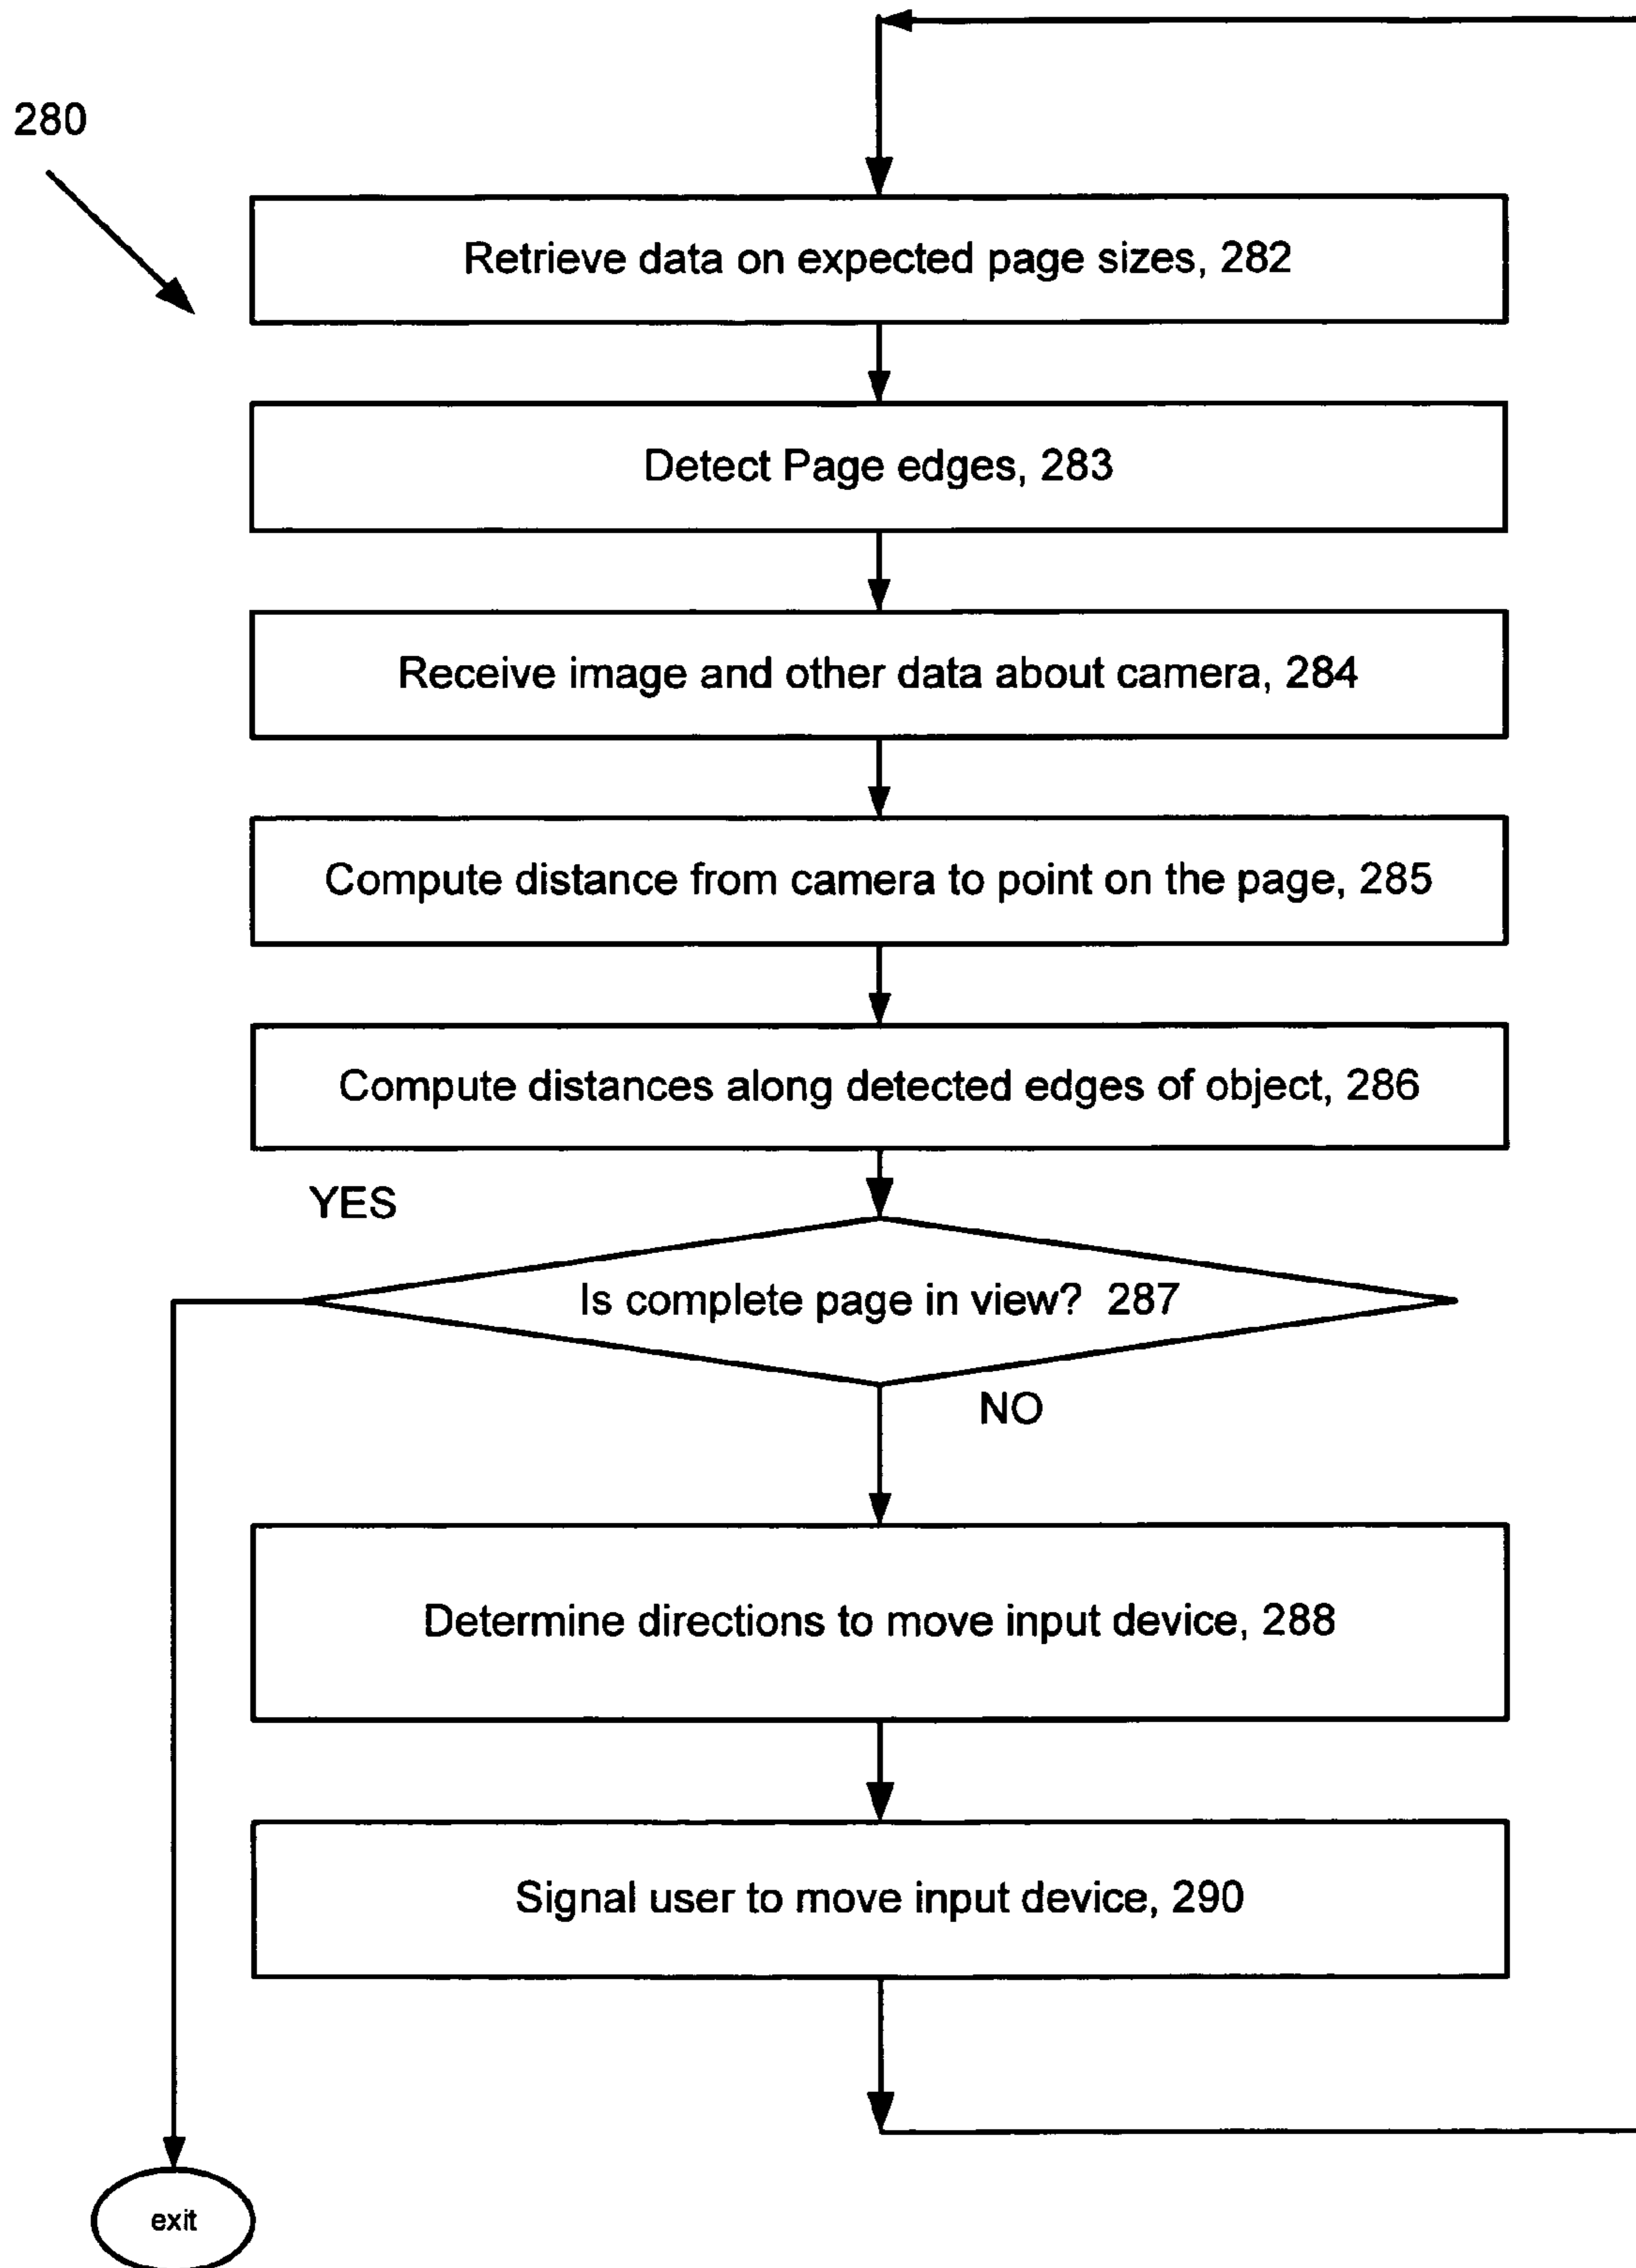 280
Retrieve data on expected page sizes, 282
Detect Page edges, 283
Receive image and other data about camera, 284
Compute distance from camera to point on the page, 285
Compute distances along detected edges of object, 286
YES
Is complete page in view? 287
NO
Determine directions to move input device, 288
Signal user to move input device, 290
exit